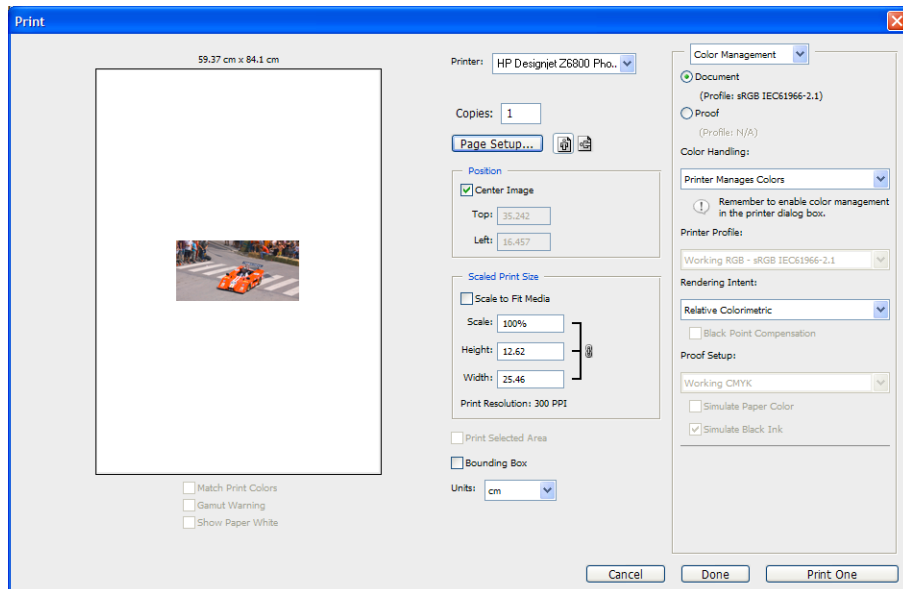 Print
59.37 cm x 84.1 cm
Match Print Colors
Gamut Warning
Show Paper White
Printer: HP Designjet Z6800 Pho..
Copies: 1
Page Setup...
Position
Center Image
Top: 35.242
Left: 16.457
Scaled Print Size
Scale to Fit Media
Scale: 100%
Height: 12.62
Width: 25.46
Print Resolution: 300 PPI
Print Selected Area
Bounding Box
Units: cm
Color Management
Document
(Profile: sRGB IEC61966-2.1)
Proof
(Profile: N/A)
Color Handling:
Printer Manages Colors
Remember to enable color management
in the printer dialog box.
Printer Profile:
Working RGB - sRGB IEC61966-2.1
Rendering Intent:
Relative Colorimetric
Black Point Compensation
Proof Setup:
Working CMYK
Simulate Paper Color
Simulate Black Ink
Cancel
Done
Print One